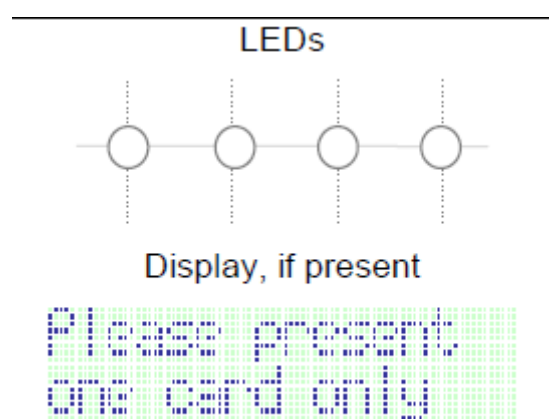 LEDs
Display, if present
Please present
one card only